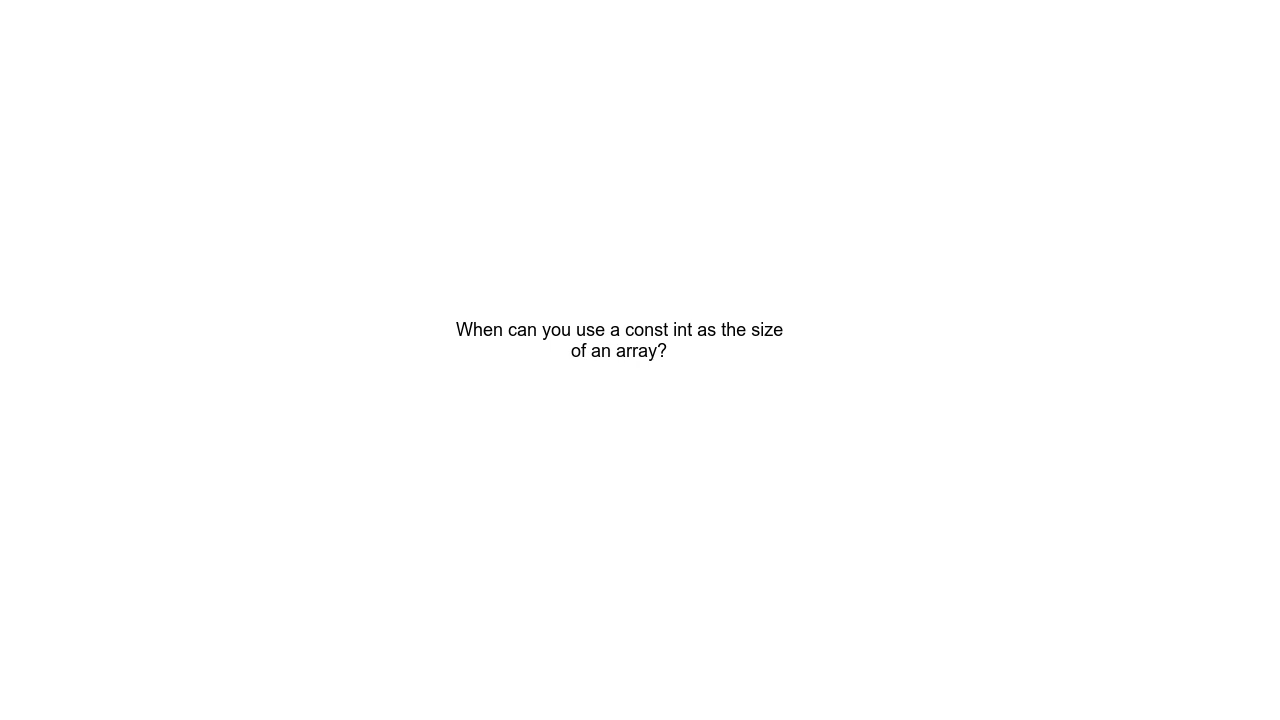 When can you use a const int as the size
of an array?